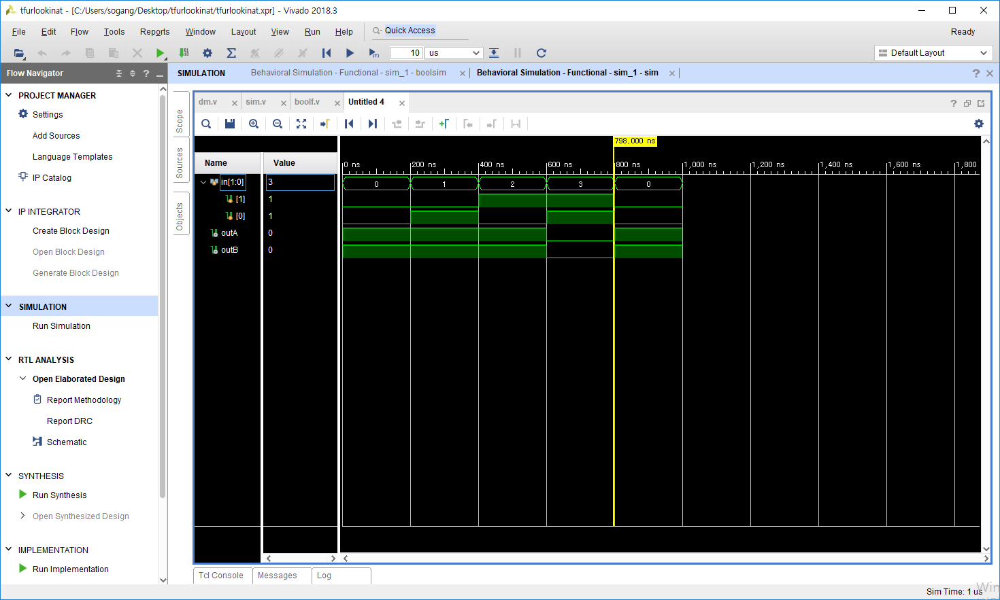 tfurlookinat - [C:/Users/sogang/Desktop/tfurlookinat/tfurlookinat.xpr] - Vivado 2018.3
File Edit Flow Tools Reports Window Layout View Run Help Quick Access Ready
10 us Default Layout
Flow Navigator
SIMULATION Behavioral Simulation - Functional - sim_1 - boolsim Behavioral Simulation - Functional - sim_1 - sim
PROJECT MANAGER
Settings
Add Sources
Language Templates
IP Catalog
IP INTEGRATOR
Create Block Design
Open Block Design
Generate Block Design
SIMULATION
Run Simulation
RTL ANALYSIS
Open Elaborated Design
Report Methodology
Report DRC
Schematic
SYNTHESIS
Run Synthesis
Open Synthesized Design
IMPLEMENTATION
Run Implementation
Scope
Sources
Objects
dm.v sim.v boolf.v Untitled 4
798,000 ns
Name Value
0 ns 200 ns 400 ns 600 ns 800 ns 1,000 ns 1,200 ns 1,400 ns 1,600 ns 1,800
in[1:0] 3 0 1 2 3 0
[1] 1
[0] 1
outA 0
outB 0
Tcl Console Messages Log
Sim Time: 1 us
Win